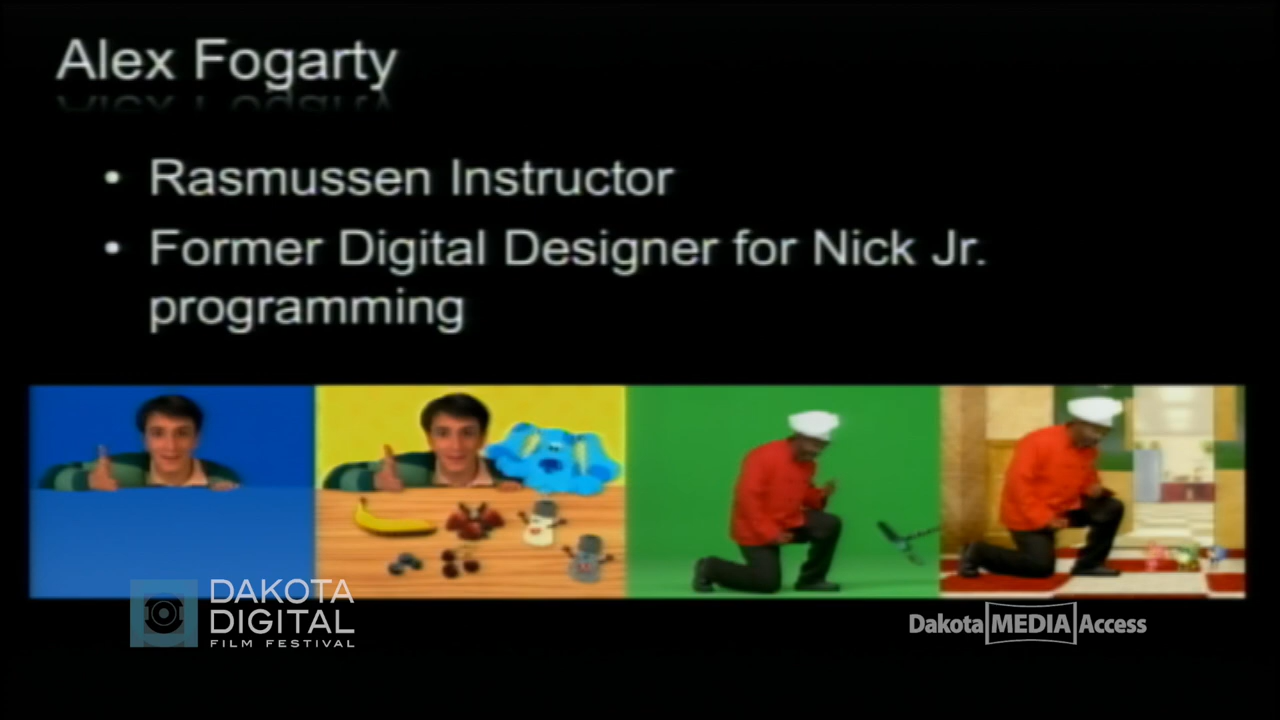 Alex Fogarty
• Rasmussen Instructor
• Former Digital Designer for Nick Jr.
programming
DAKOTA
DIGITAL
FILM FESTIVAL
Dakota MEDIA Access